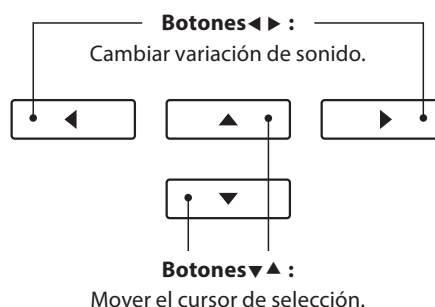 Botones◀ ▶ :
Cambiar variación de sonido.
◀ ▲ ▶
▼
Botones▼▲ :
Mover el cursor de selección.